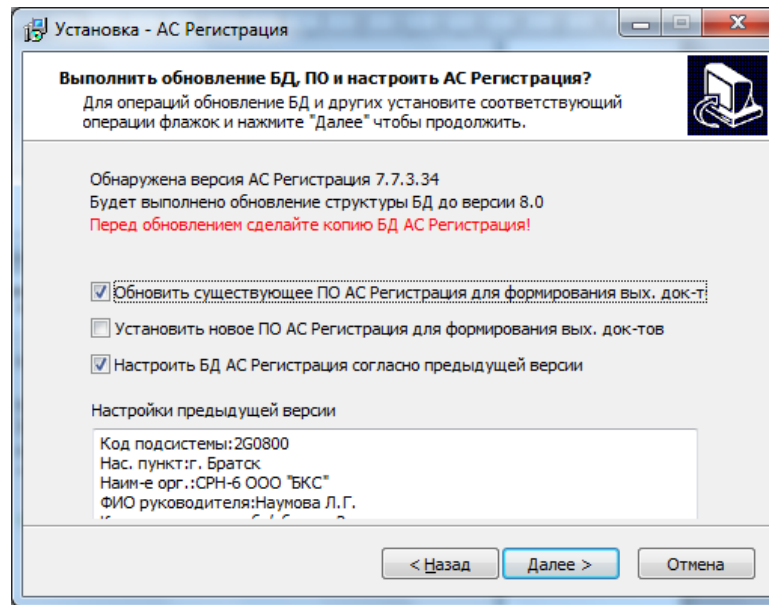 Установка - АС Регистрация
Выполнить обновление БД, ПО и настроить АС Регистрация?
Для операций обновление БД и других установите соответствующий
операции флажок и нажмите "Далее" чтобы продолжить.
Обнаружена версия АС Регистрация 7.7.3.34
Будет выполнено обновление структуры БД до версии 8.0
Перед обновлением сделайте копию БД АС Регистрация!
Обновить существующее ПО АС Регистрация для формирования вых. док-т
Установить новое ПО АС Регистрация для формирования вых. док-тов
Настроить БД АС Регистрация согласно предыдущей версии
Настройки предыдущей версии
Код подсистемы:2G0800
Нас. пункт:г. Братск
Наим-е орг.:СРН-6 ООО "БКС"
ФИО руководителя:Наумова Л.Г.
< Назад
Далее >
Отмена